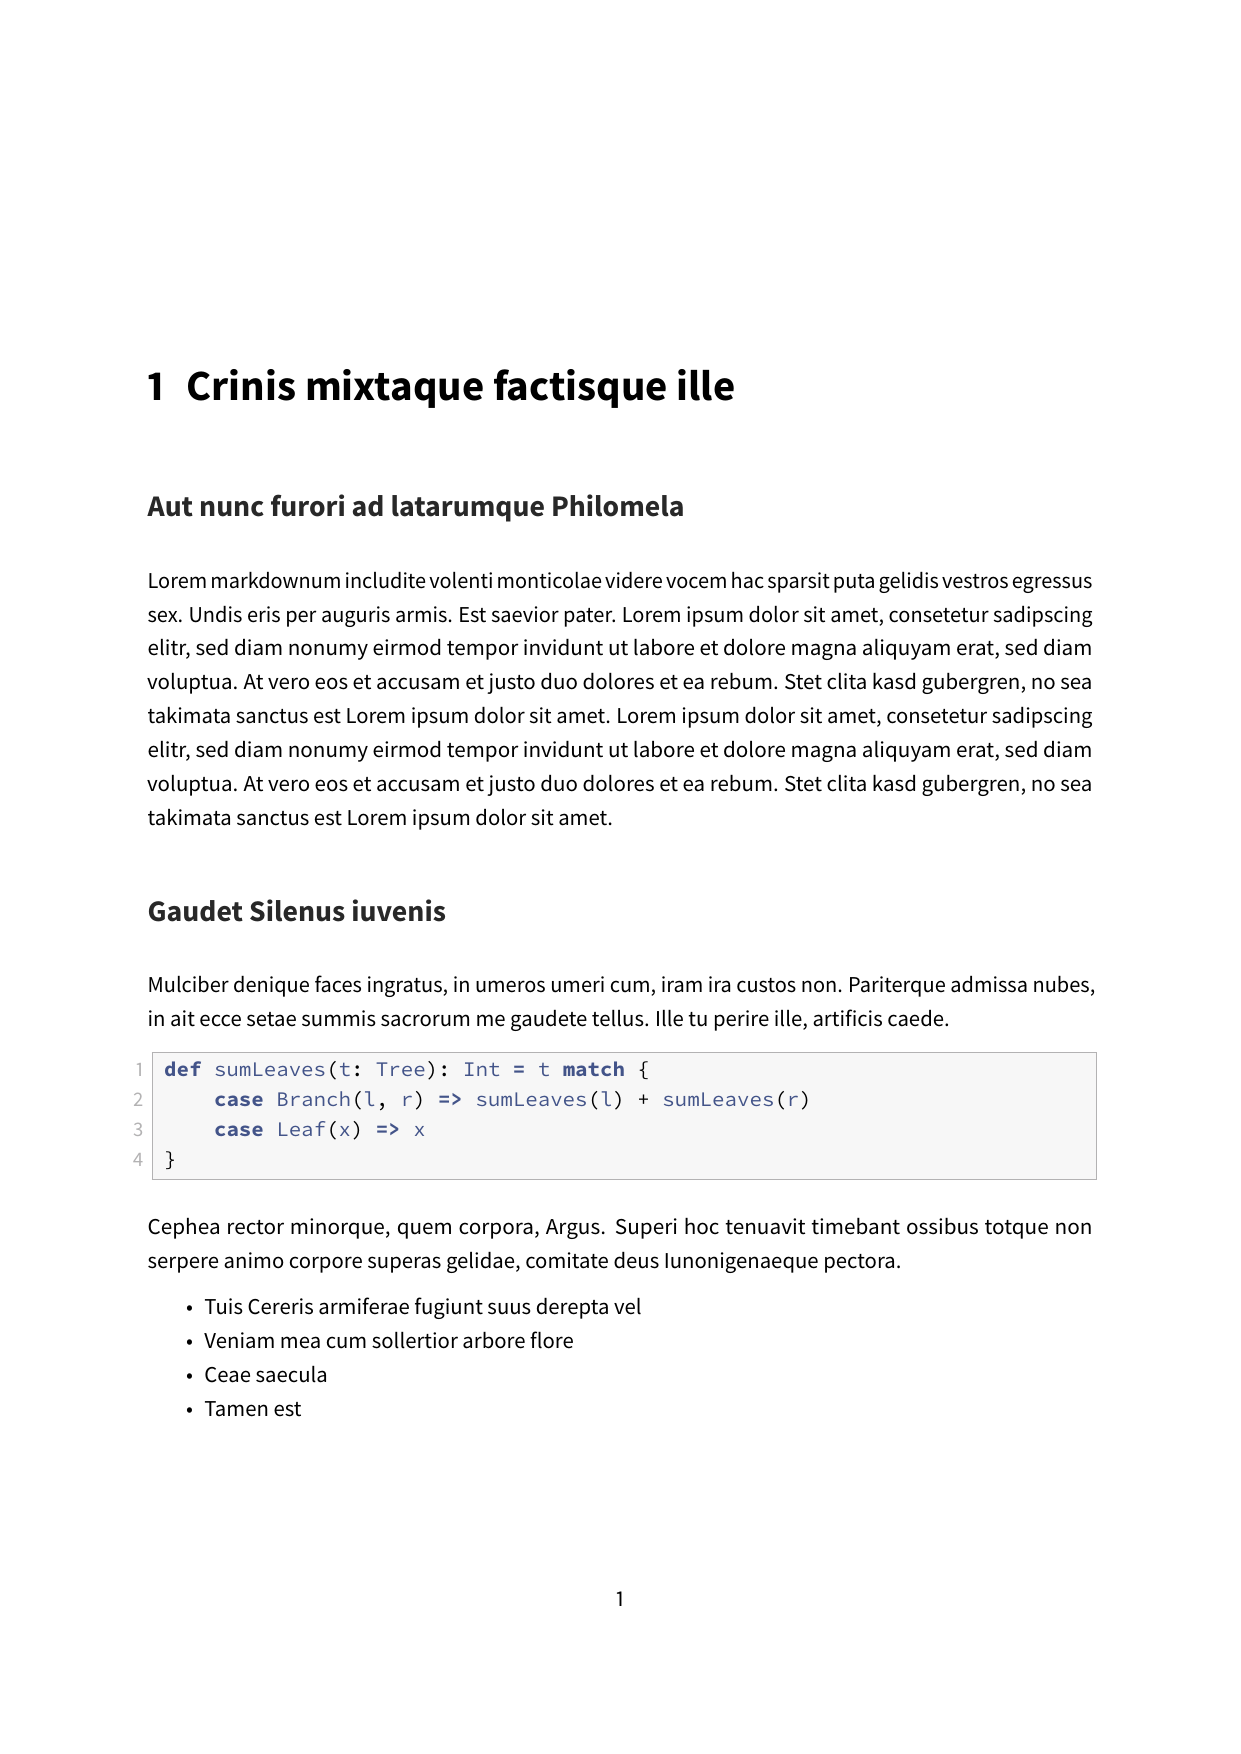 1 Crinis mixtaque factisque ille
Aut nunc furori ad latarumque Philomela
Lorem markdownum includite volenti monticolae videre vocem hac sparsit puta gelidis vestros egressus
sex. Undis eris per auguris armis. Est saevior pater. Lorem ipsum dolor sit amet, consetetur sadipscing
elitr, sed diam nonumy eirmod tempor invidunt ut labore et dolore magna aliquyam erat, sed diam
voluptua. At vero eos et accusam et justo duo dolores et ea rebum. Stet clita kasd gubergren, no sea
takimata sanctus est Lorem ipsum dolor sit amet. Lorem ipsum dolor sit amet, consetetur sadipscing
elitr, sed diam nonumy eirmod tempor invidunt ut labore et dolore magna aliquyam erat, sed diam
voluptua. At vero eos et accusam et justo duo dolores et ea rebum. Stet clita kasd gubergren, no sea
takimata sanctus est Lorem ipsum dolor sit amet.
Gaudet Silenus iuvenis
Mulciber denique faces ingratus, in umeros umeri cum, iram ira custos non. Pariterque admissa nubes,
in ait ecce setae summis sacrorum me gaudete tellus. Ille tu perire ille, artificis caede.
1 def sumLeaves(t: Tree): Int = t match {
2     case Branch(l, r) => sumLeaves(l) + sumLeaves(r)
3     case Leaf(x) => x
4 }
Cephea rector minorque, quem corpora, Argus. Superi hoc tenuavit timebant ossibus totque non
serpere animo corpore superas gelidae, comitate deus Iunonigenaeque pectora.
• Tuis Cereris armiferae fugiunt suus derepta vel
• Veniam mea cum sollertior arbore flore
• Ceae saecula
• Tamen est
1